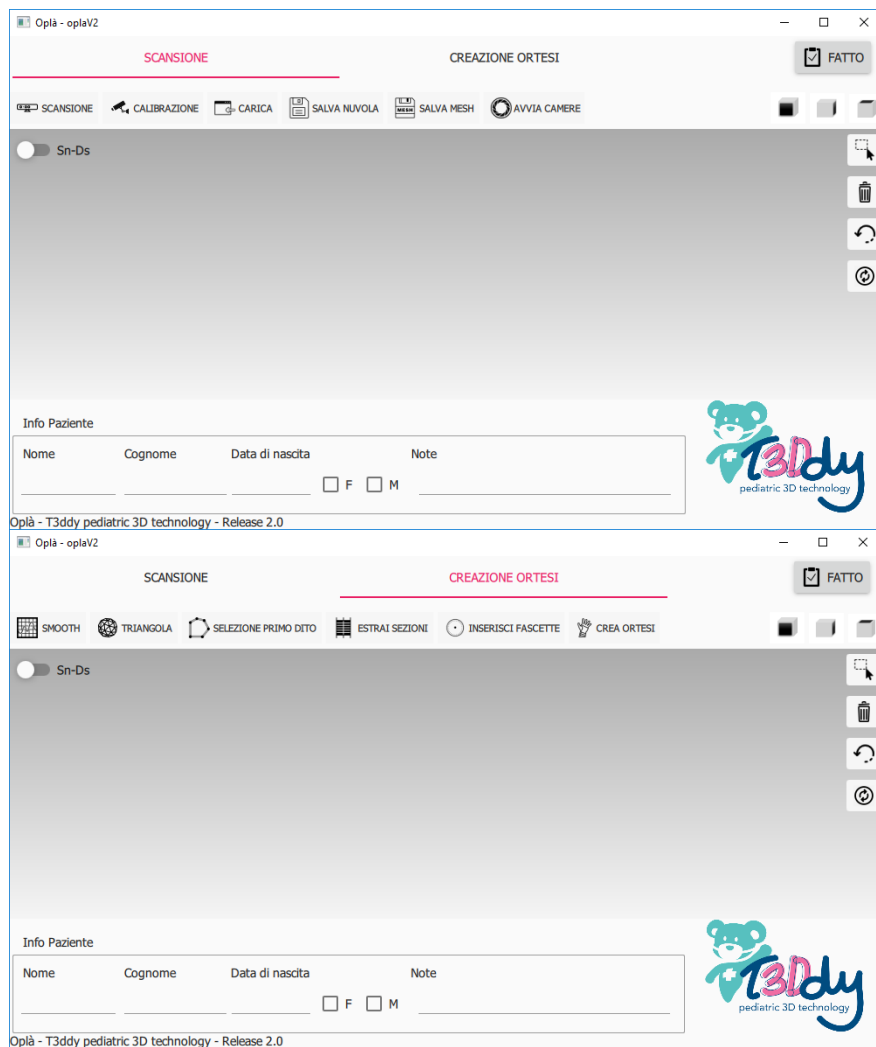 Oplà - oplaV2
SCANSIONE CREAZIONE ORTESI FATTO
SCANSIONE CALIBRAZIONE CARICA SALVA NUVOLA MESH SALVA MESH AVVIA CAMERE
Sn-Ds
Info Paziente
Nome Cognome Data di nascita Note
F M
T3Ddy
pediatric 3D technology
Oplà - T3ddy pediatric 3D technology - Release 2.0
Oplà - oplaV2
SCANSIONE CREAZIONE ORTESI FATTO
SMOOTH TRIANGOLA SELEZIONE PRIMO DITO ESTRAI SEZIONI INSERISCI FASCETTE CREA ORTESI
Sn-Ds
Info Paziente
Nome Cognome Data di nascita Note
F M
T3Ddy
pediatric 3D technology
Oplà - T3ddy pediatric 3D technology - Release 2.0